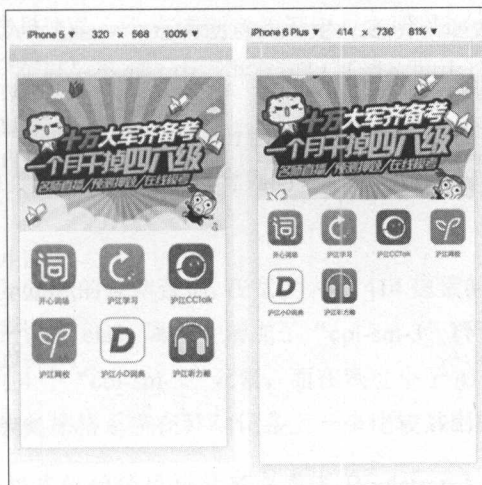 iPhone 5 ▼ 320 × 568 100% ▼
十万大军齐备考
一个月干掉四六级
名师直播/预测押题/在线模考
词
开心词场
沪江学习
沪江CCTalk
沪江网校
D
沪江小D词典
沪江听力酷
iPhone 6 Plus ▼ 414 × 736 81% ▼
十万大军齐备考
一个月干掉四六级
名师直播/预测押题/在线模考
词
开心词场
沪江学习
沪江CCTalk
沪江网校
D
沪江小D词典
沪江听力酷